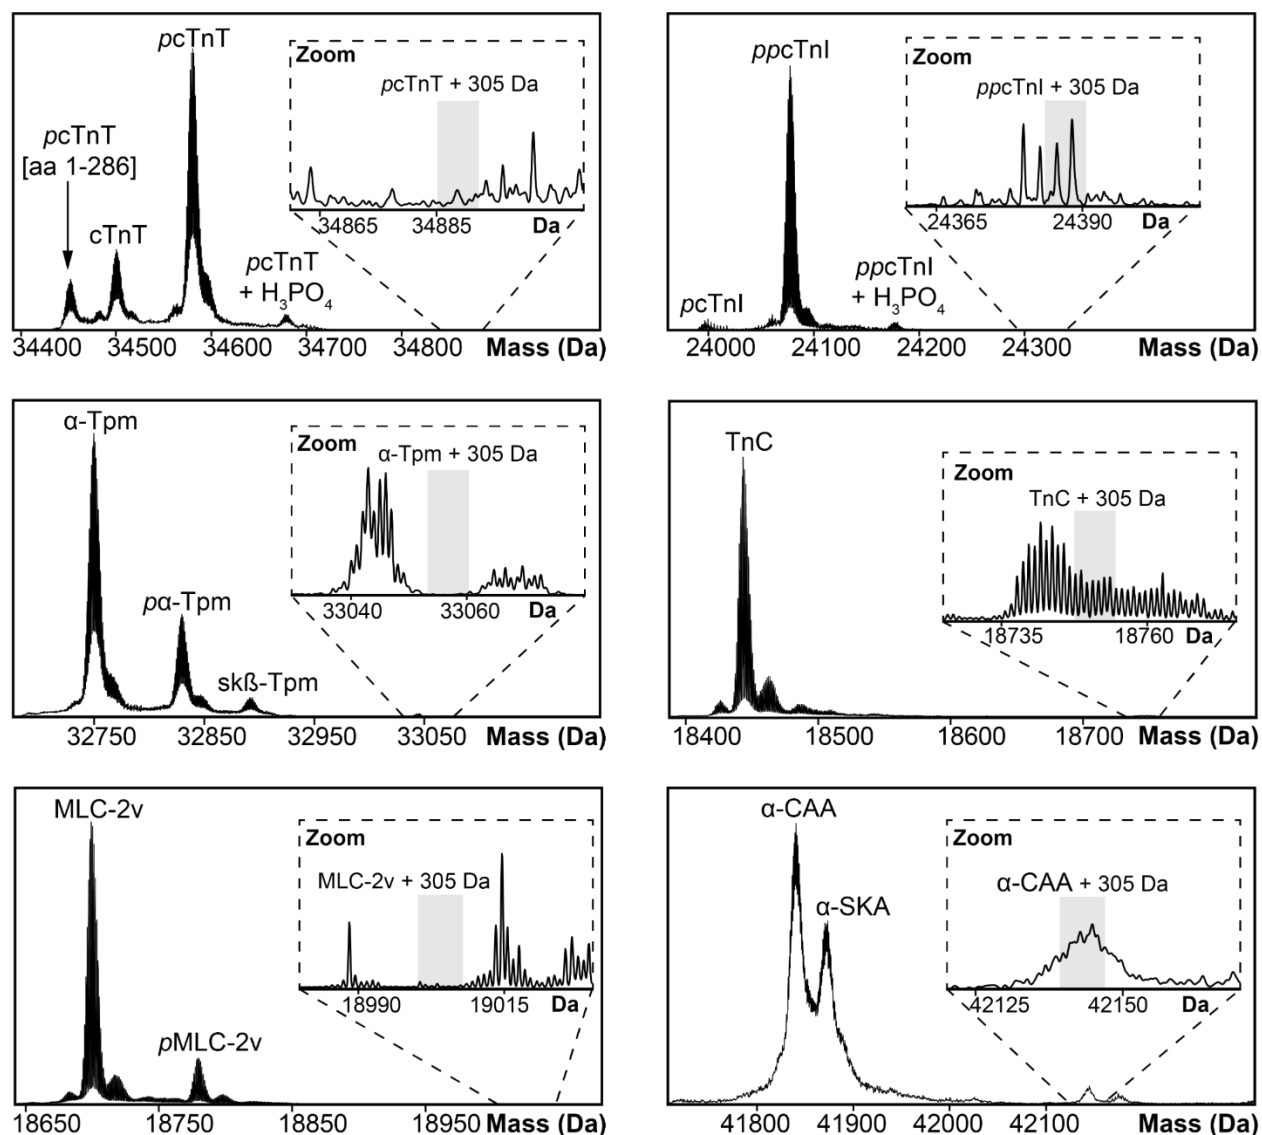 pcTnT
Zoom
pcTnT + 305 Da
pcTnT
[aa 1-286]
cTnT
pcTnT
+ H₃PO₄
34865 34885 Da
34400 34500 34600 34700 34800 Mass (Da)
ppcTnI
Zoom
ppcTnI + 305 Da
24365 24390
pcTnI
ppcTnI
+ H₃PO₄
24000 24100 24200 24300 Mass (Da)
α-Tpm
Zoom
α-Tpm + 305 Da
pα-Tpm
skß-Tpm
33040 33060 Da
32750 32850 32950 33050 Mass (Da)
TnC
Zoom
TnC + 305 Da
18735 18760 Da
18400 18500 18600 18700 Mass (Da)
MLC-2v
Zoom
MLC-2v + 305 Da
pMLC-2v
18990 19015 Da
18650 18750 18850 18950 Mass (Da)
α-CAA
α-SKA
Zoom
α-CAA + 305 Da
42125 42150 Da
41800 41900 42000 42100 Mass (Da)